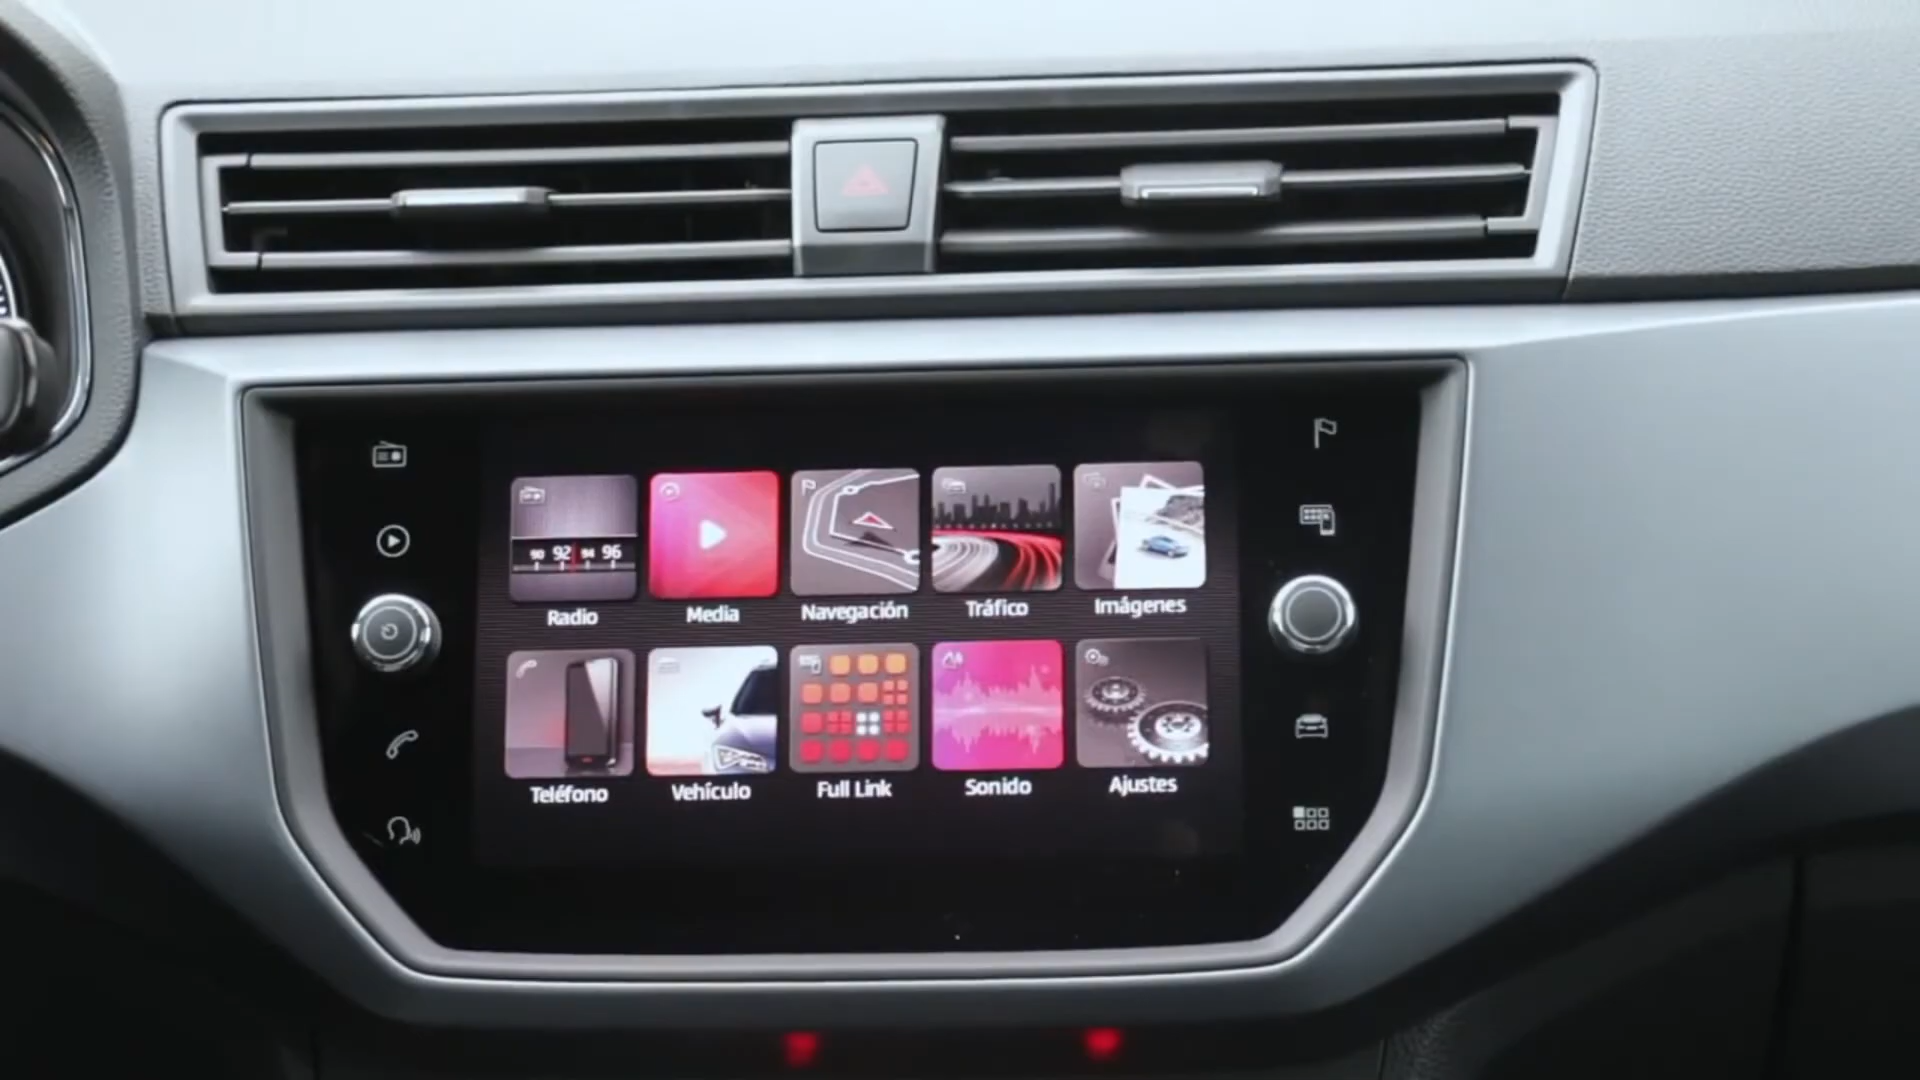 90 92 94 96
Radio
Media
Navegación
Tráfico
Imágenes
Teléfono
Vehículo
Full Link
Sonido
Ajustes